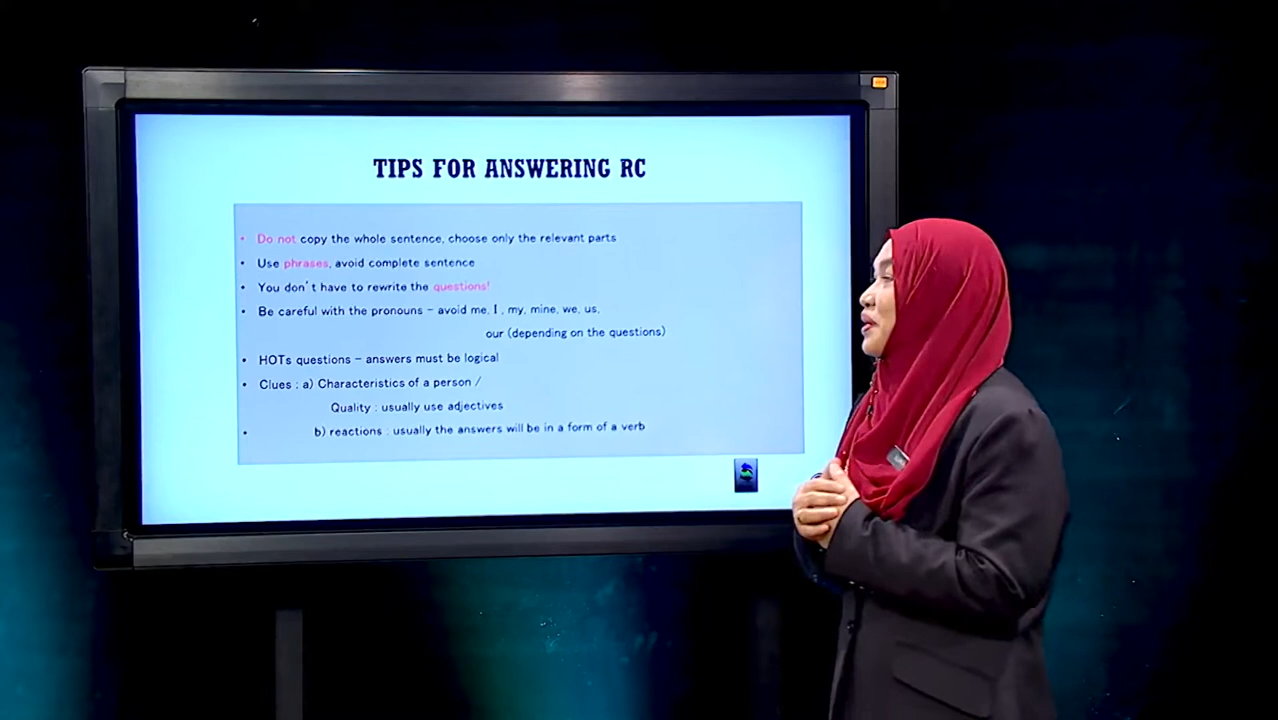 TIPS FOR ANSWERING RC
• Do not copy the whole sentence, choose only the relevant parts
• Use phrases, avoid complete sentence
• You don't have to rewrite the questions!
• Be careful with the pronouns – avoid me, I , my, mine, we, us,
our (depending on the questions)
• HOTs questions – answers must be logical
• Clues : a) Characteristics of a person /
Quality : usually use adjectives
• b) reactions : usually the answers will be in a form of a verb